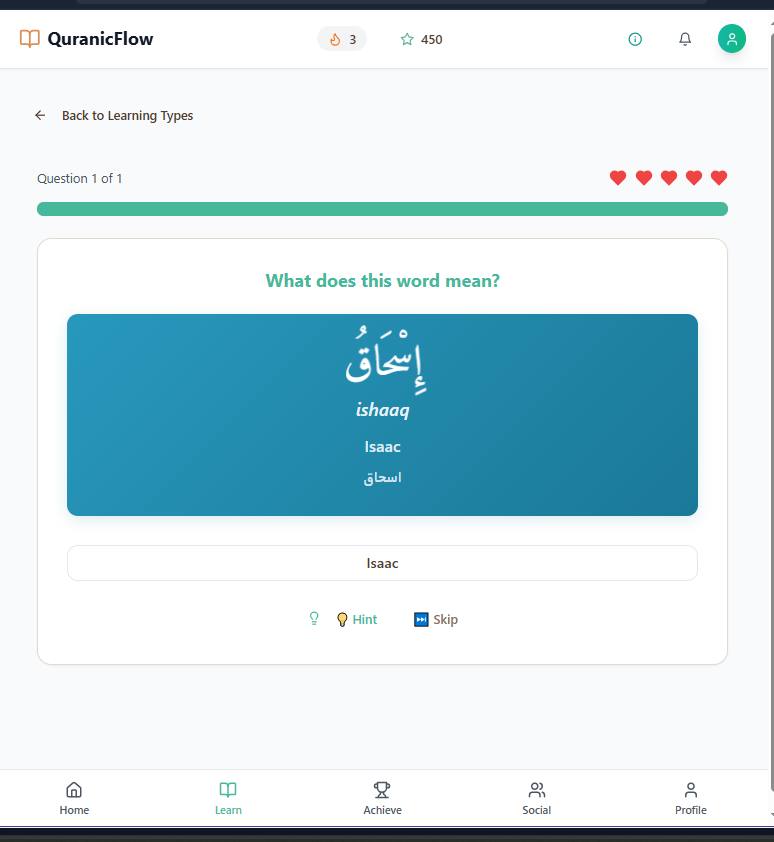 QuranicFlow
3
450
Back to Learning Types
Question 1 of 1
What does this word mean?
إِسْحَاقُ
ishaaq
Isaac
اسحاق
Isaac
💡 Hint
⏭ Skip
Home
Learn
Achieve
Social
Profile